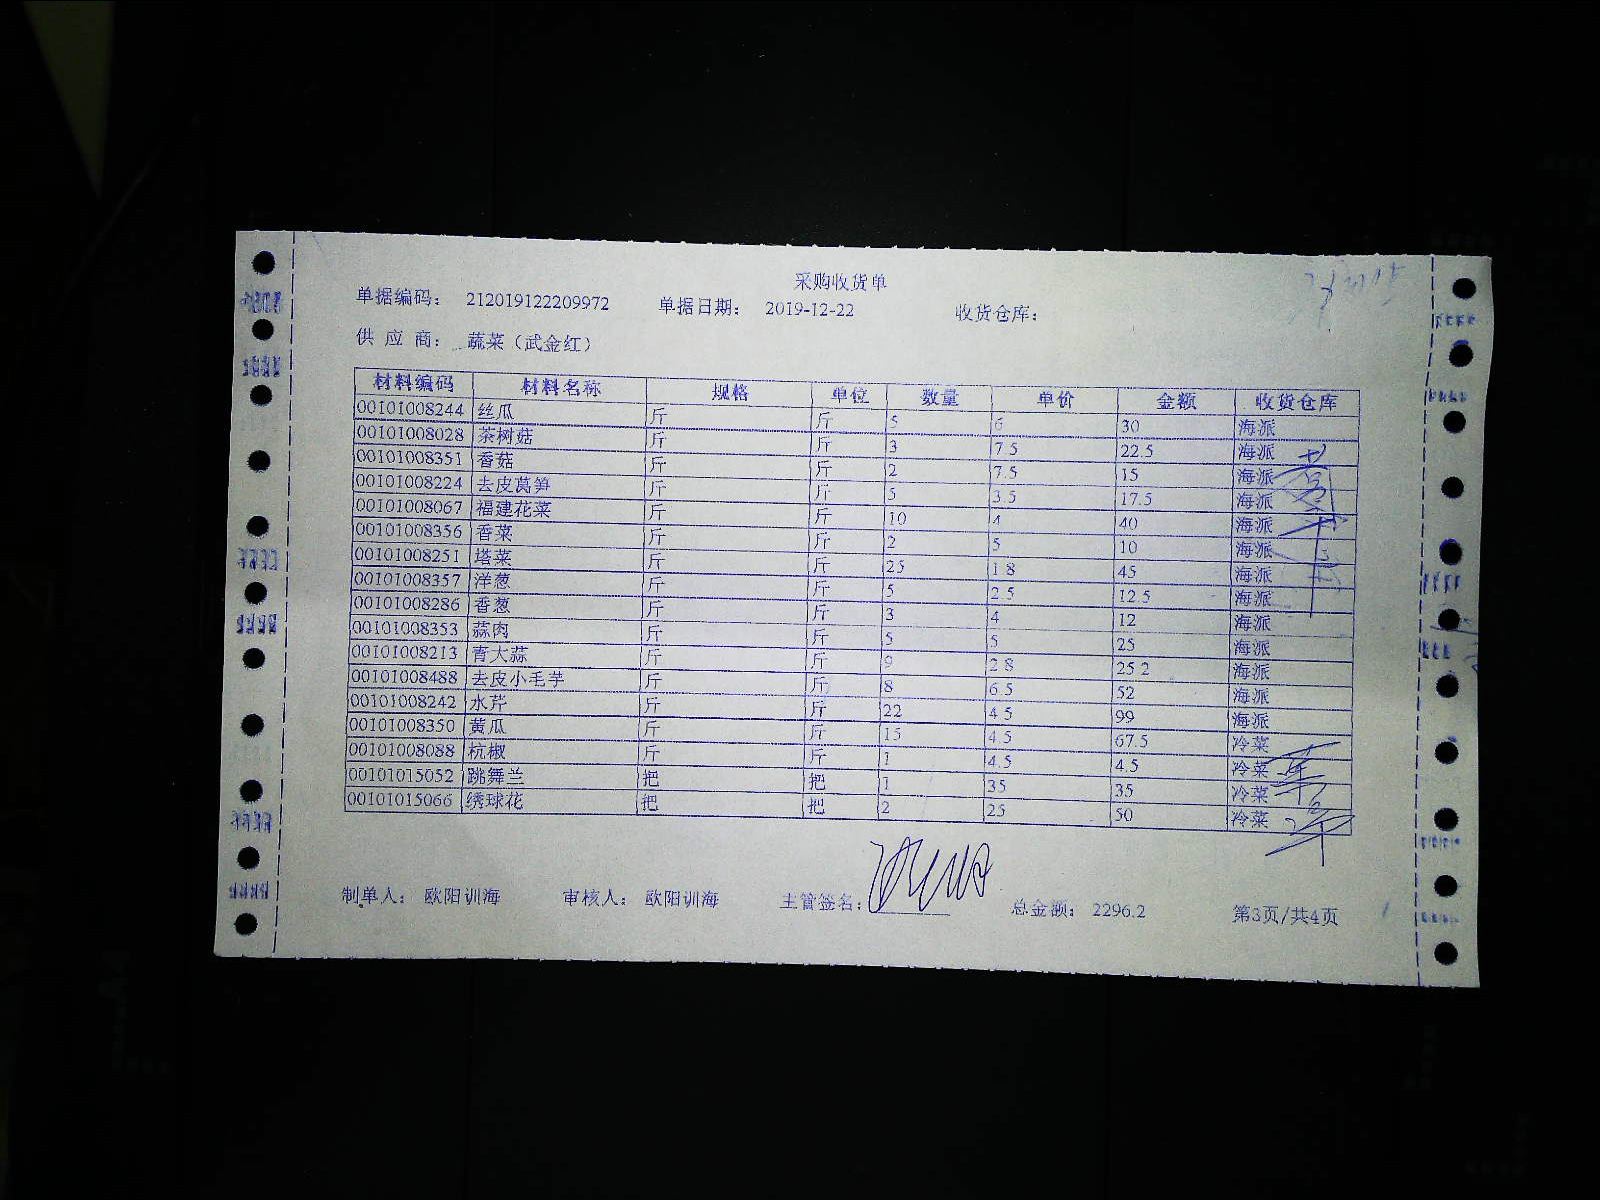 采购收货单
单据编码: 212019122209972 单据日期: 2019-12-22 收货仓库:
供 应 商: 蔬菜（武金红）
材料编码 材料名称 规格 单位 数量 单价 金额 收货仓库
00101008244 丝瓜 斤 斤 5 6 30 海派
00101008028 茶树菇 斤 斤 3 7.5 22.5 海派
00101008351 香菇 斤 斤 2 7.5 15 海派
00101008224 去皮莴笋 斤 斤 5 3.5 17.5 海派
00101008067 福建花菜 斤 斤 10 4 40 海派
00101008356 香菜 斤 斤 2 5 10 海派
00101008251 塔菜 斤 斤 25 1.8 45 海派
00101008357 洋葱 斤 斤 5 2.5 12.5 海派
00101008286 香葱 斤 斤 3 4 12 海派
00101008353 蒜肉 斤 斤 5 5 25 海派
00101008213 青大蒜 斤 斤 9 2.8 25.2 海派
00101008488 去皮小毛芋 斤 斤 8 6.5 52 海派
00101008242 水芹 斤 斤 22 4.5 99 海派
00101008350 黄瓜 斤 斤 15 4.5 67.5 冷菜
00101008088 杭椒 斤 斤 1 4.5 4.5 冷菜
00101015052 跳舞兰 把 把 1 35 35 冷菜
00101015066 绣球花 把 把 2 25 50 冷菜
制单人: 欧阳训海 审核人: 欧阳训海 主管签名: 总金额: 2296.2 第3页/共4页